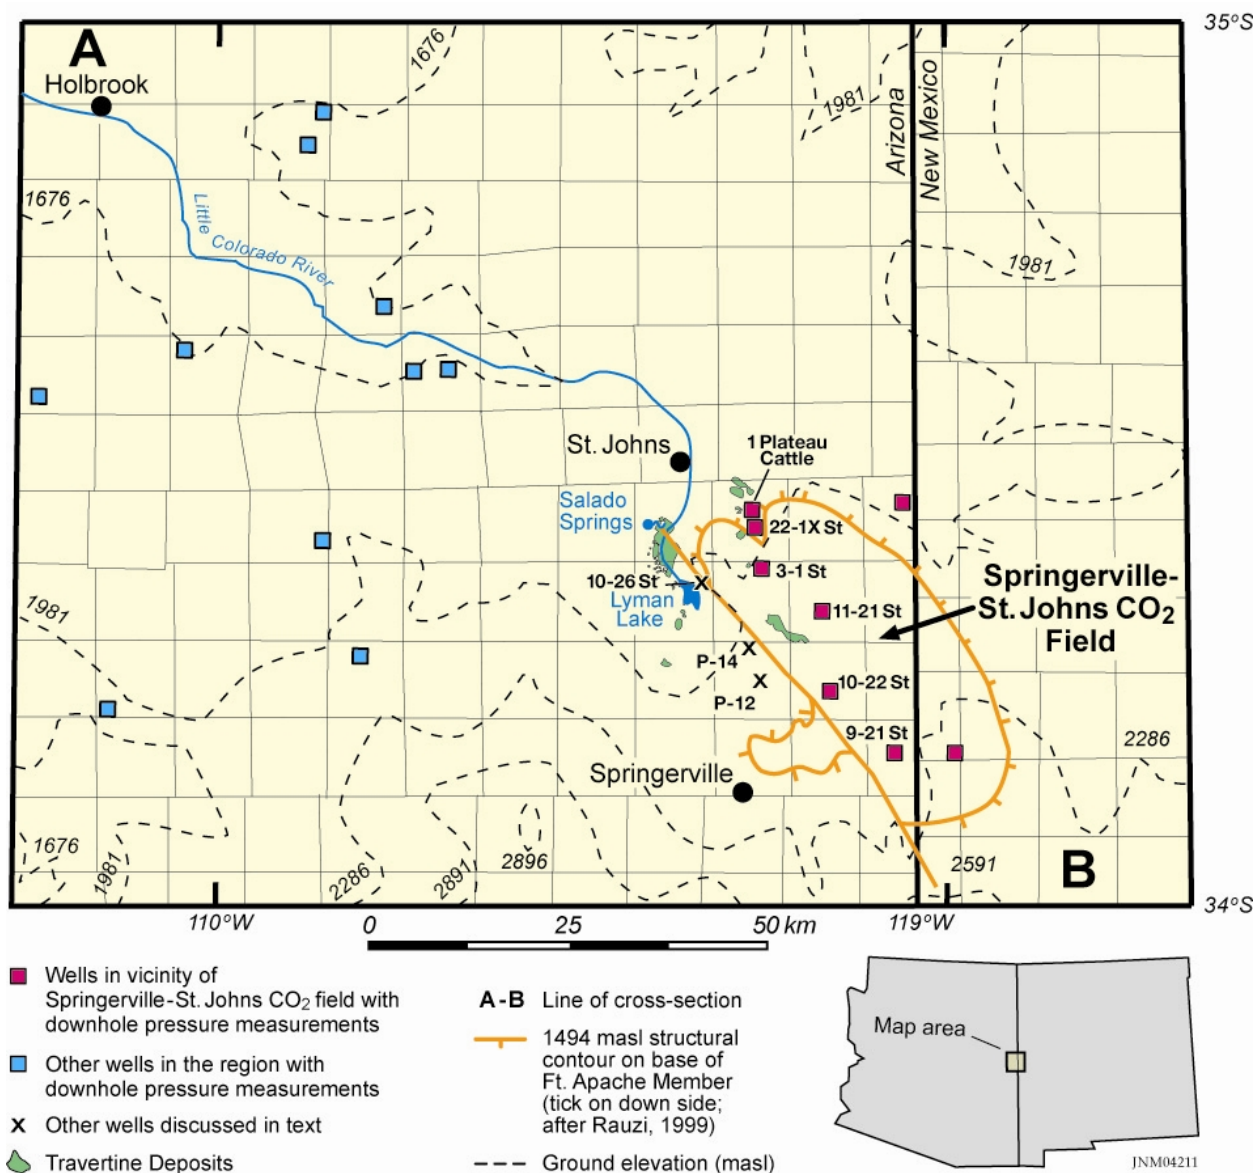 35°S
A
Holbrook
1676
1981
Arizona
New Mexico
1676
Little
Colorado River
1981
St. Johns
1 Plateau
Cattle
Salado
Springs
22-1X St
3-1 St
10-26 St
Lyman
Lake
11-21 St
Springerville-
St. Johns CO2
Field
1981
P-14
P-12
10-22 St
9-21 St
2286
Springerville
1676
1981
2286
2891
2896
2591
B
34°S
110°W
0
25
50 km
119°W
Wells in vicinity of
Springerville-St. Johns CO2 field with
downhole pressure measurements
Other wells in the region with
downhole pressure measurements
X Other wells discussed in text
Travertine Deposits
A-B Line of cross-section
1494 masl structural
contour on base of
Ft. Apache Member
(tick on down side;
after Rauzi, 1999)
Ground elevation (masl)
Map area
JNM04211